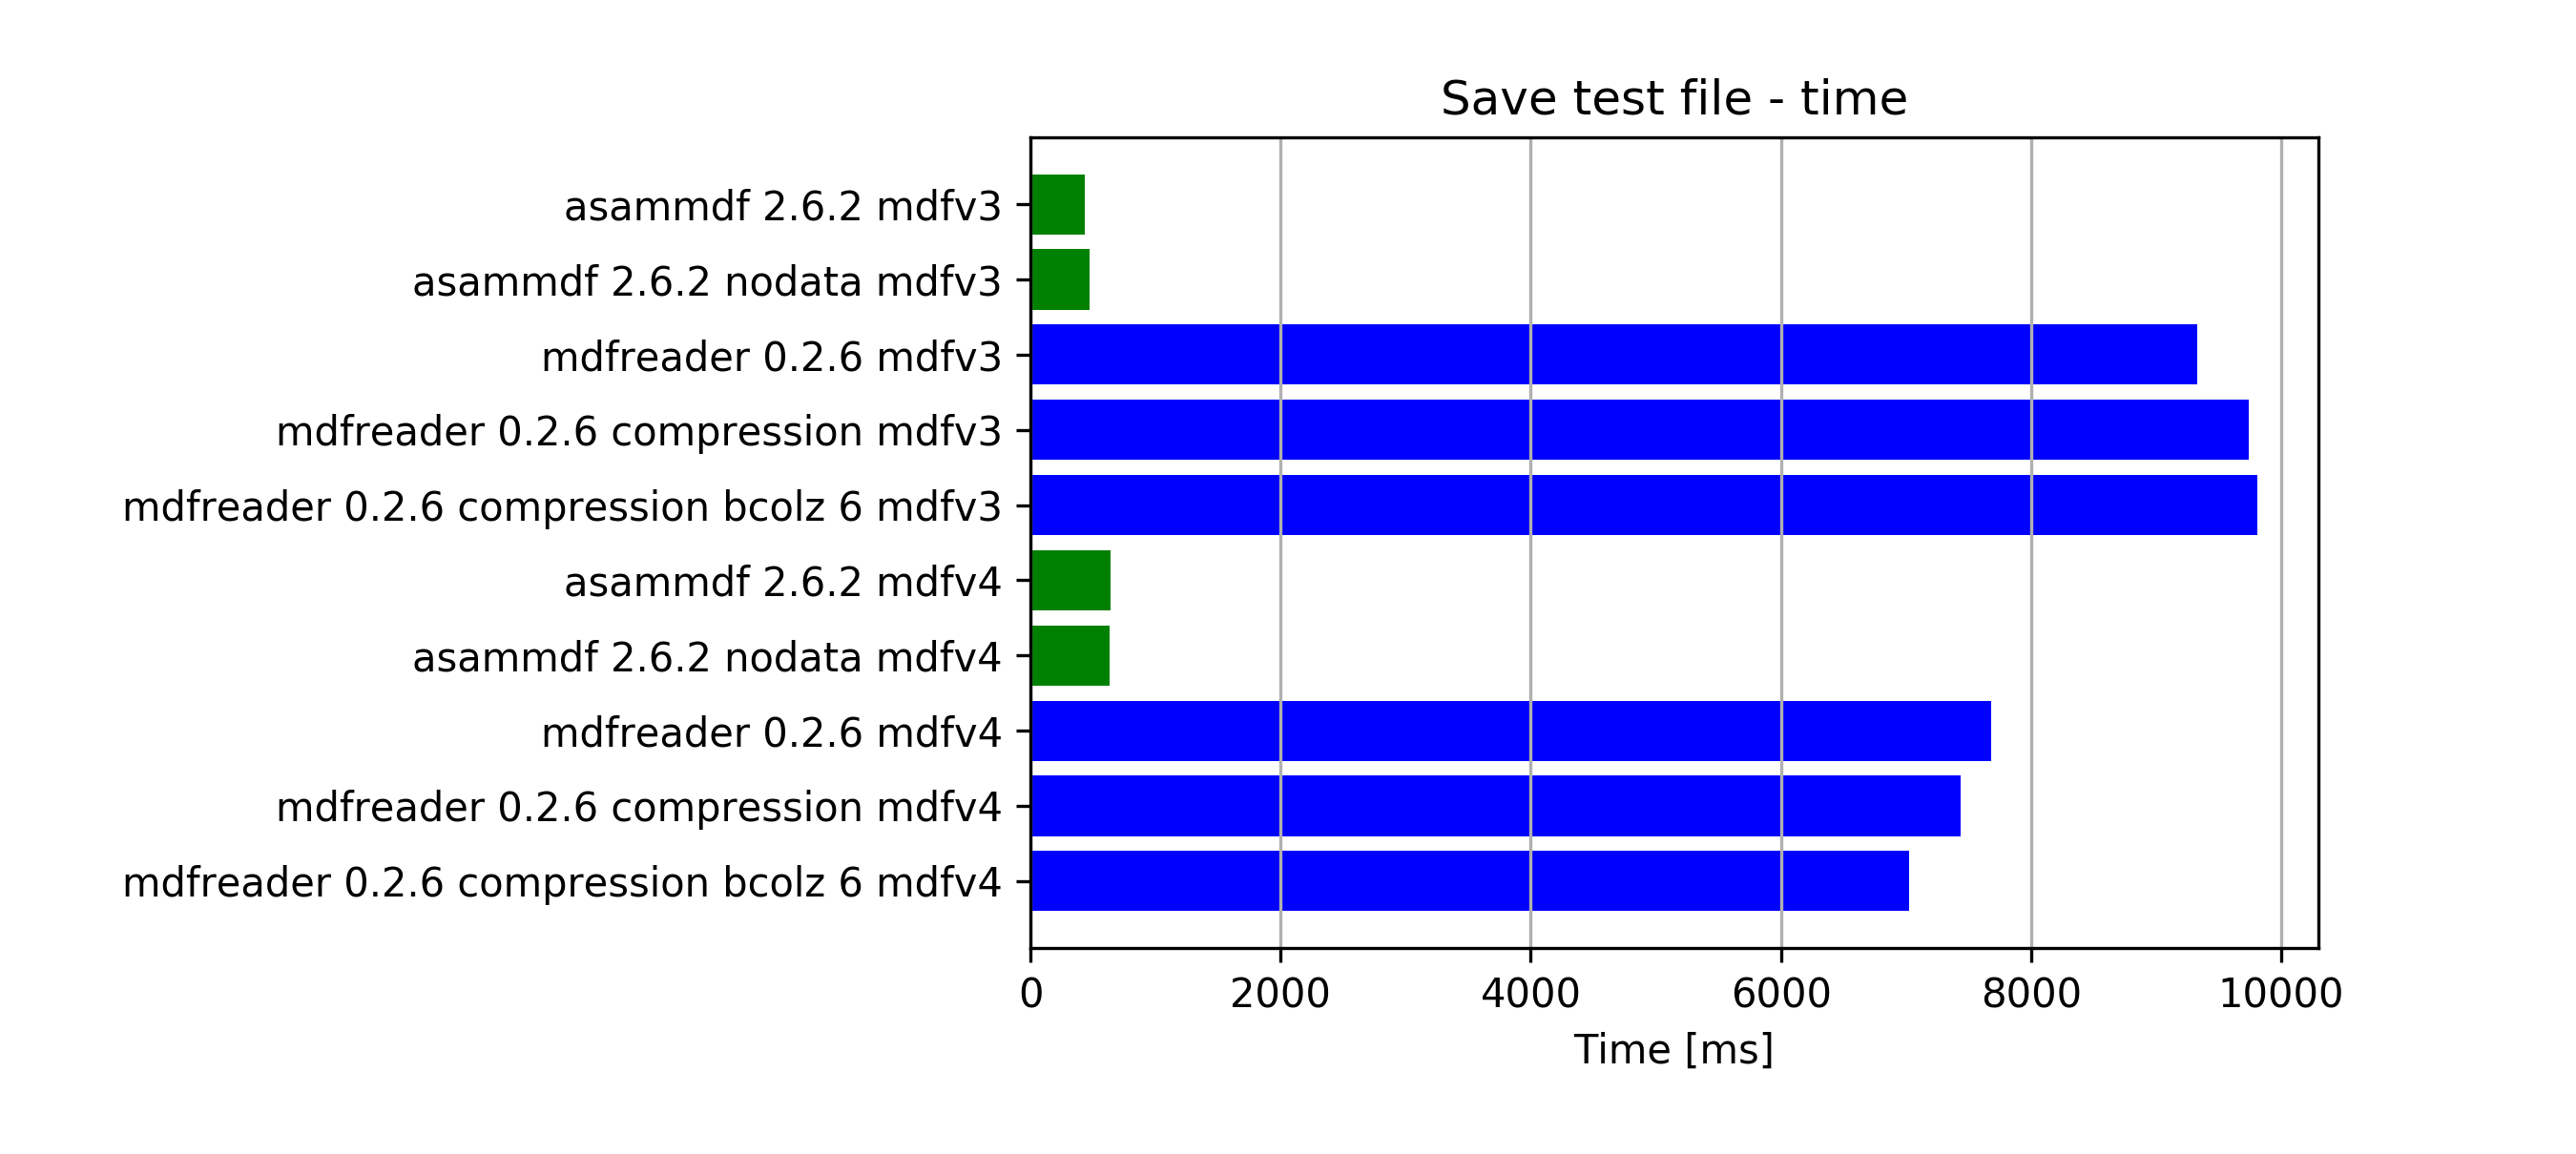 Save test file - time
asammdf 2.6.2 mdfv3
asammdf 2.6.2 nodata mdfv3
mdfreader 0.2.6 mdfv3
mdfreader 0.2.6 compression mdfv3
mdfreader 0.2.6 compression bcolz 6 mdfv3
asammdf 2.6.2 mdfv4
asammdf 2.6.2 nodata mdfv4
mdfreader 0.2.6 mdfv4
mdfreader 0.2.6 compression mdfv4
mdfreader 0.2.6 compression bcolz 6 mdfv4
0 2000 4000 6000 8000 10000
Time [ms]